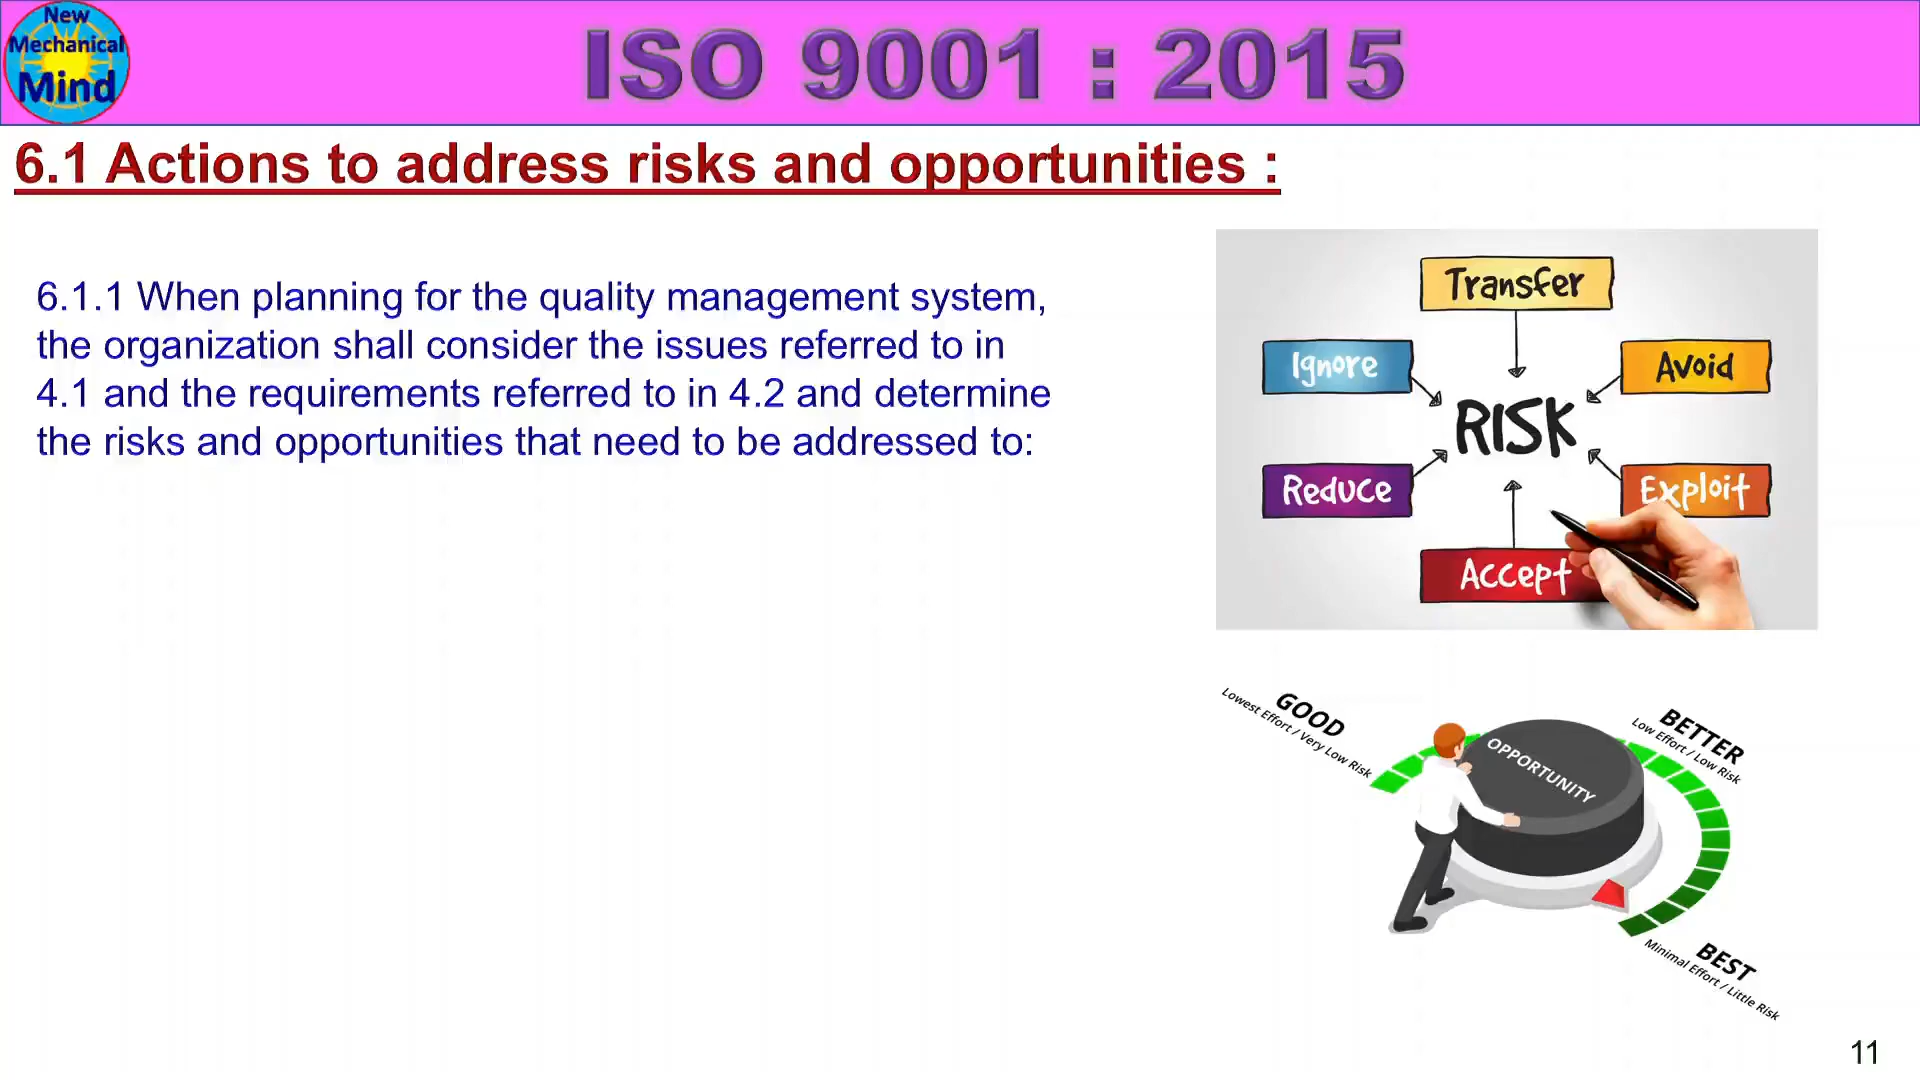 New
Mechanical
Mind
ISO 9001 : 2015
6.1 Actions to address risks and opportunities :
6.1.1 When planning for the quality management system,
the organization shall consider the issues referred to in
4.1 and the requirements referred to in 4.2 and determine
the risks and opportunities that need to be addressed to:
Transfer
Ignore
Avoid
RISK
Reduce
Exploit
Accept
GOOD
Lowest Effort / Very Low Risk
OPPORTUNITY
BETTER
Low Effort / Low Risk
BEST
Minimal Effort / Little Risk
11